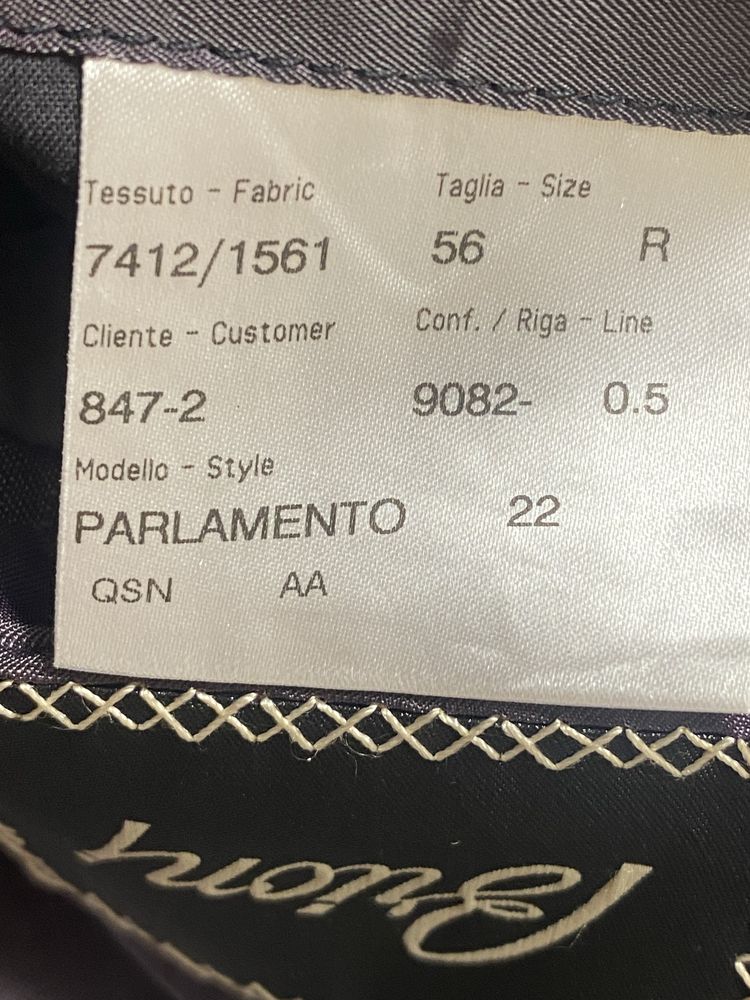 Tessuto - Fabric Taglia - Size
7412/1561 56 R
Cliente - Customer Conf. / Riga - Line
847-2 9082- 0.5
Modello - Style
PARLAMENTO 22
QSN AA
Brioni